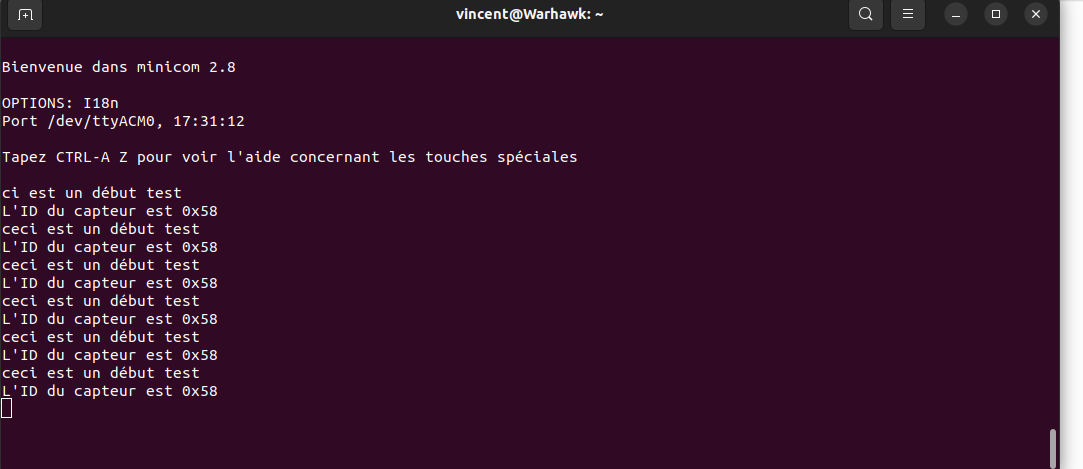 vincent@Warhawk: ~
Bienvenue dans minicom 2.8
OPTIONS: I18n
Port /dev/ttyACM0, 17:31:12
Tapez CTRL-A Z pour voir l'aide concernant les touches spéciales
ci est un début test
L'ID du capteur est 0x58
ceci est un début test
L'ID du capteur est 0x58
ceci est un début test
L'ID du capteur est 0x58
ceci est un début test
L'ID du capteur est 0x58
ceci est un début test
L'ID du capteur est 0x58
ceci est un début test
L'ID du capteur est 0x58